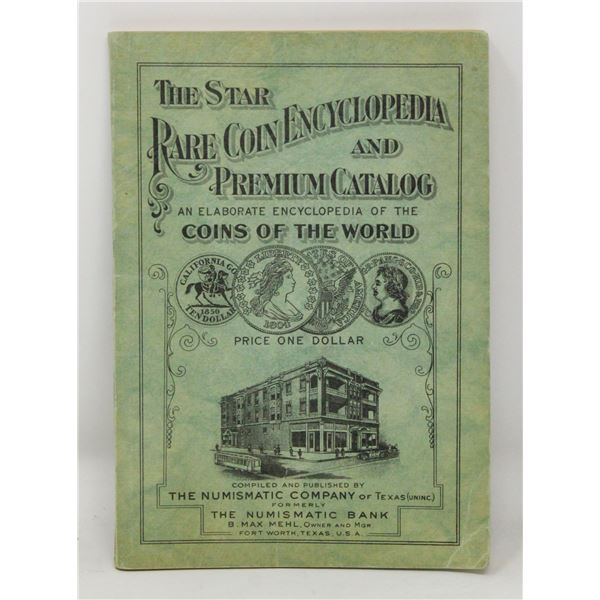 THE STAR
RARE COIN ENCYCLOPEDIA
AND
PREMIUM CATALOG
AN ELABORATE ENCYCLOPEDIA OF THE
COINS OF THE WORLD
CALIFORNIA GOLD
1850
TEN DOLLAR
LIBERTY
1804
AMERICA
PRICE ONE DOLLAR
COMPILED AND PUBLISHED BY
THE NUMISMATIC COMPANY OF TEXAS (UNINC.)
FORMERLY
THE NUMISMATIC BANK
B. MAX MEHL, OWNER AND MGR
FORT WORTH, TEXAS, U.S.A.